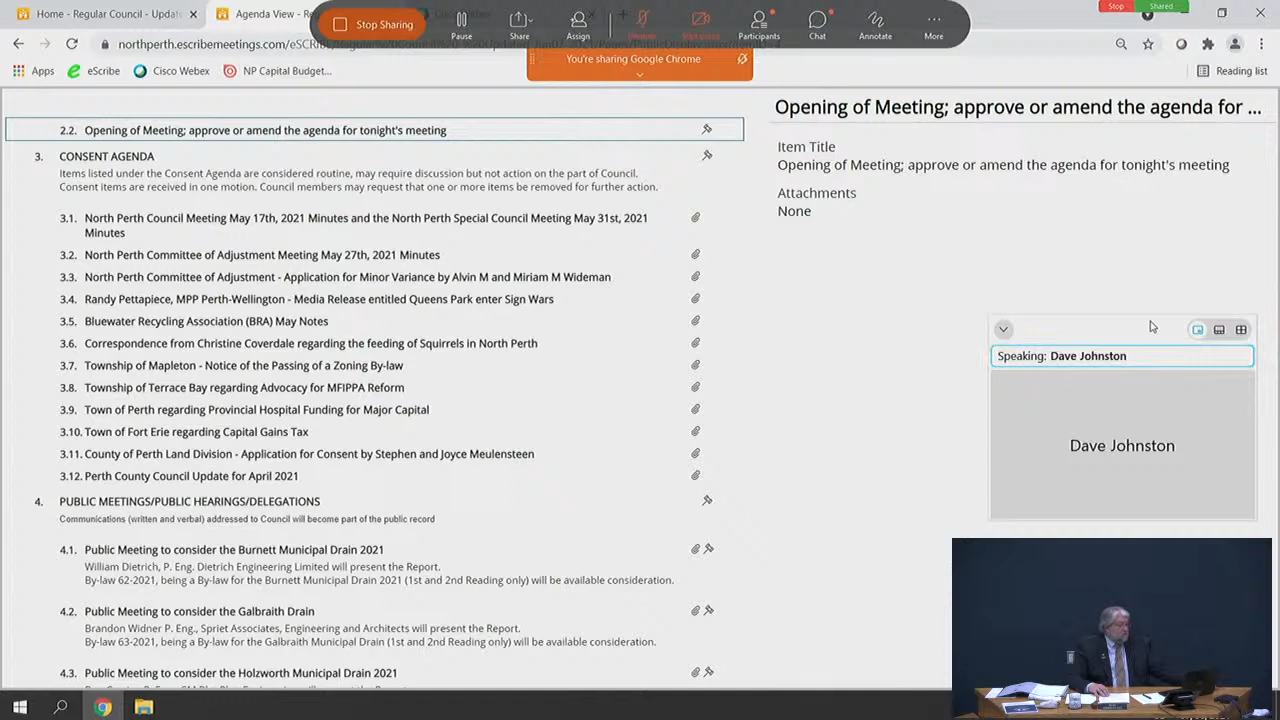 Home - Regular Council - Updat
Agenda View - Re
Stop Sharing
Pause
Share
Assign
Participants
Chat
Annotate
More
Stop
Shared
You're sharing Google Chrome
Apps
eScribe
Cisco Webex
NP Capital Budget...
Reading list
2.2. Opening of Meeting; approve or amend the agenda for tonight's meeting
3. CONSENT AGENDA
Items listed under the Consent Agenda are considered routine, may require discussion but not action on the part of Council.
Consent items are received in one motion. Council members may request that one or more items be removed for further action.
3.1. North Perth Council Meeting May 17th, 2021 Minutes and the North Perth Special Council Meeting May 31st, 2021
Minutes
3.2. North Perth Committee of Adjustment Meeting May 27th, 2021 Minutes
3.3. North Perth Committee of Adjustment - Application for Minor Variance by Alvin M and Miriam M Wideman
3.4. Randy Pettapiece, MPP Perth-Wellington - Media Release entitled Queens Park enter Sign Wars
3.5. Bluewater Recycling Association (BRA) May Notes
3.6. Correspondence from Christine Coverdale regarding the feeding of Squirrels in North Perth
3.7. Township of Mapleton - Notice of the Passing of a Zoning By-law
3.8. Township of Terrace Bay regarding Advocacy for MFIPPA Reform
3.9. Town of Perth regarding Provincial Hospital Funding for Major Capital
3.10. Town of Fort Erie regarding Capital Gains Tax
3.11. County of Perth Land Division - Application for Consent by Stephen and Joyce Meulensteen
3.12. Perth County Council Update for April 2021
4. PUBLIC MEETINGS/PUBLIC HEARINGS/DELEGATIONS
Communications (written and verbal) addressed to Council will become part of the public record
4.1. Public Meeting to consider the Burnett Municipal Drain 2021
William Dietrich, P. Eng. Dietrich Engineering Limited will present the Report.
By-law 62-2021, being a By-law for the Burnett Municipal Drain 2021 (1st and 2nd Reading only) will be available consideration.
4.2. Public Meeting to consider the Galbraith Drain
Brandon Widner P. Eng., Spriet Associates, Engineering and Architects will present the Report.
By-law 63-2021, being a By-law for the Galbraith Municipal Drain (1st and 2nd Reading only) will be available consideration.
4.3. Public Meeting to consider the Holzworth Municipal Drain 2021
Opening of Meeting; approve or amend the agenda for ...
Item Title
Opening of Meeting; approve or amend the agenda for tonight's meeting
Attachments
None
Speaking: Dave Johnston
Dave Johnston